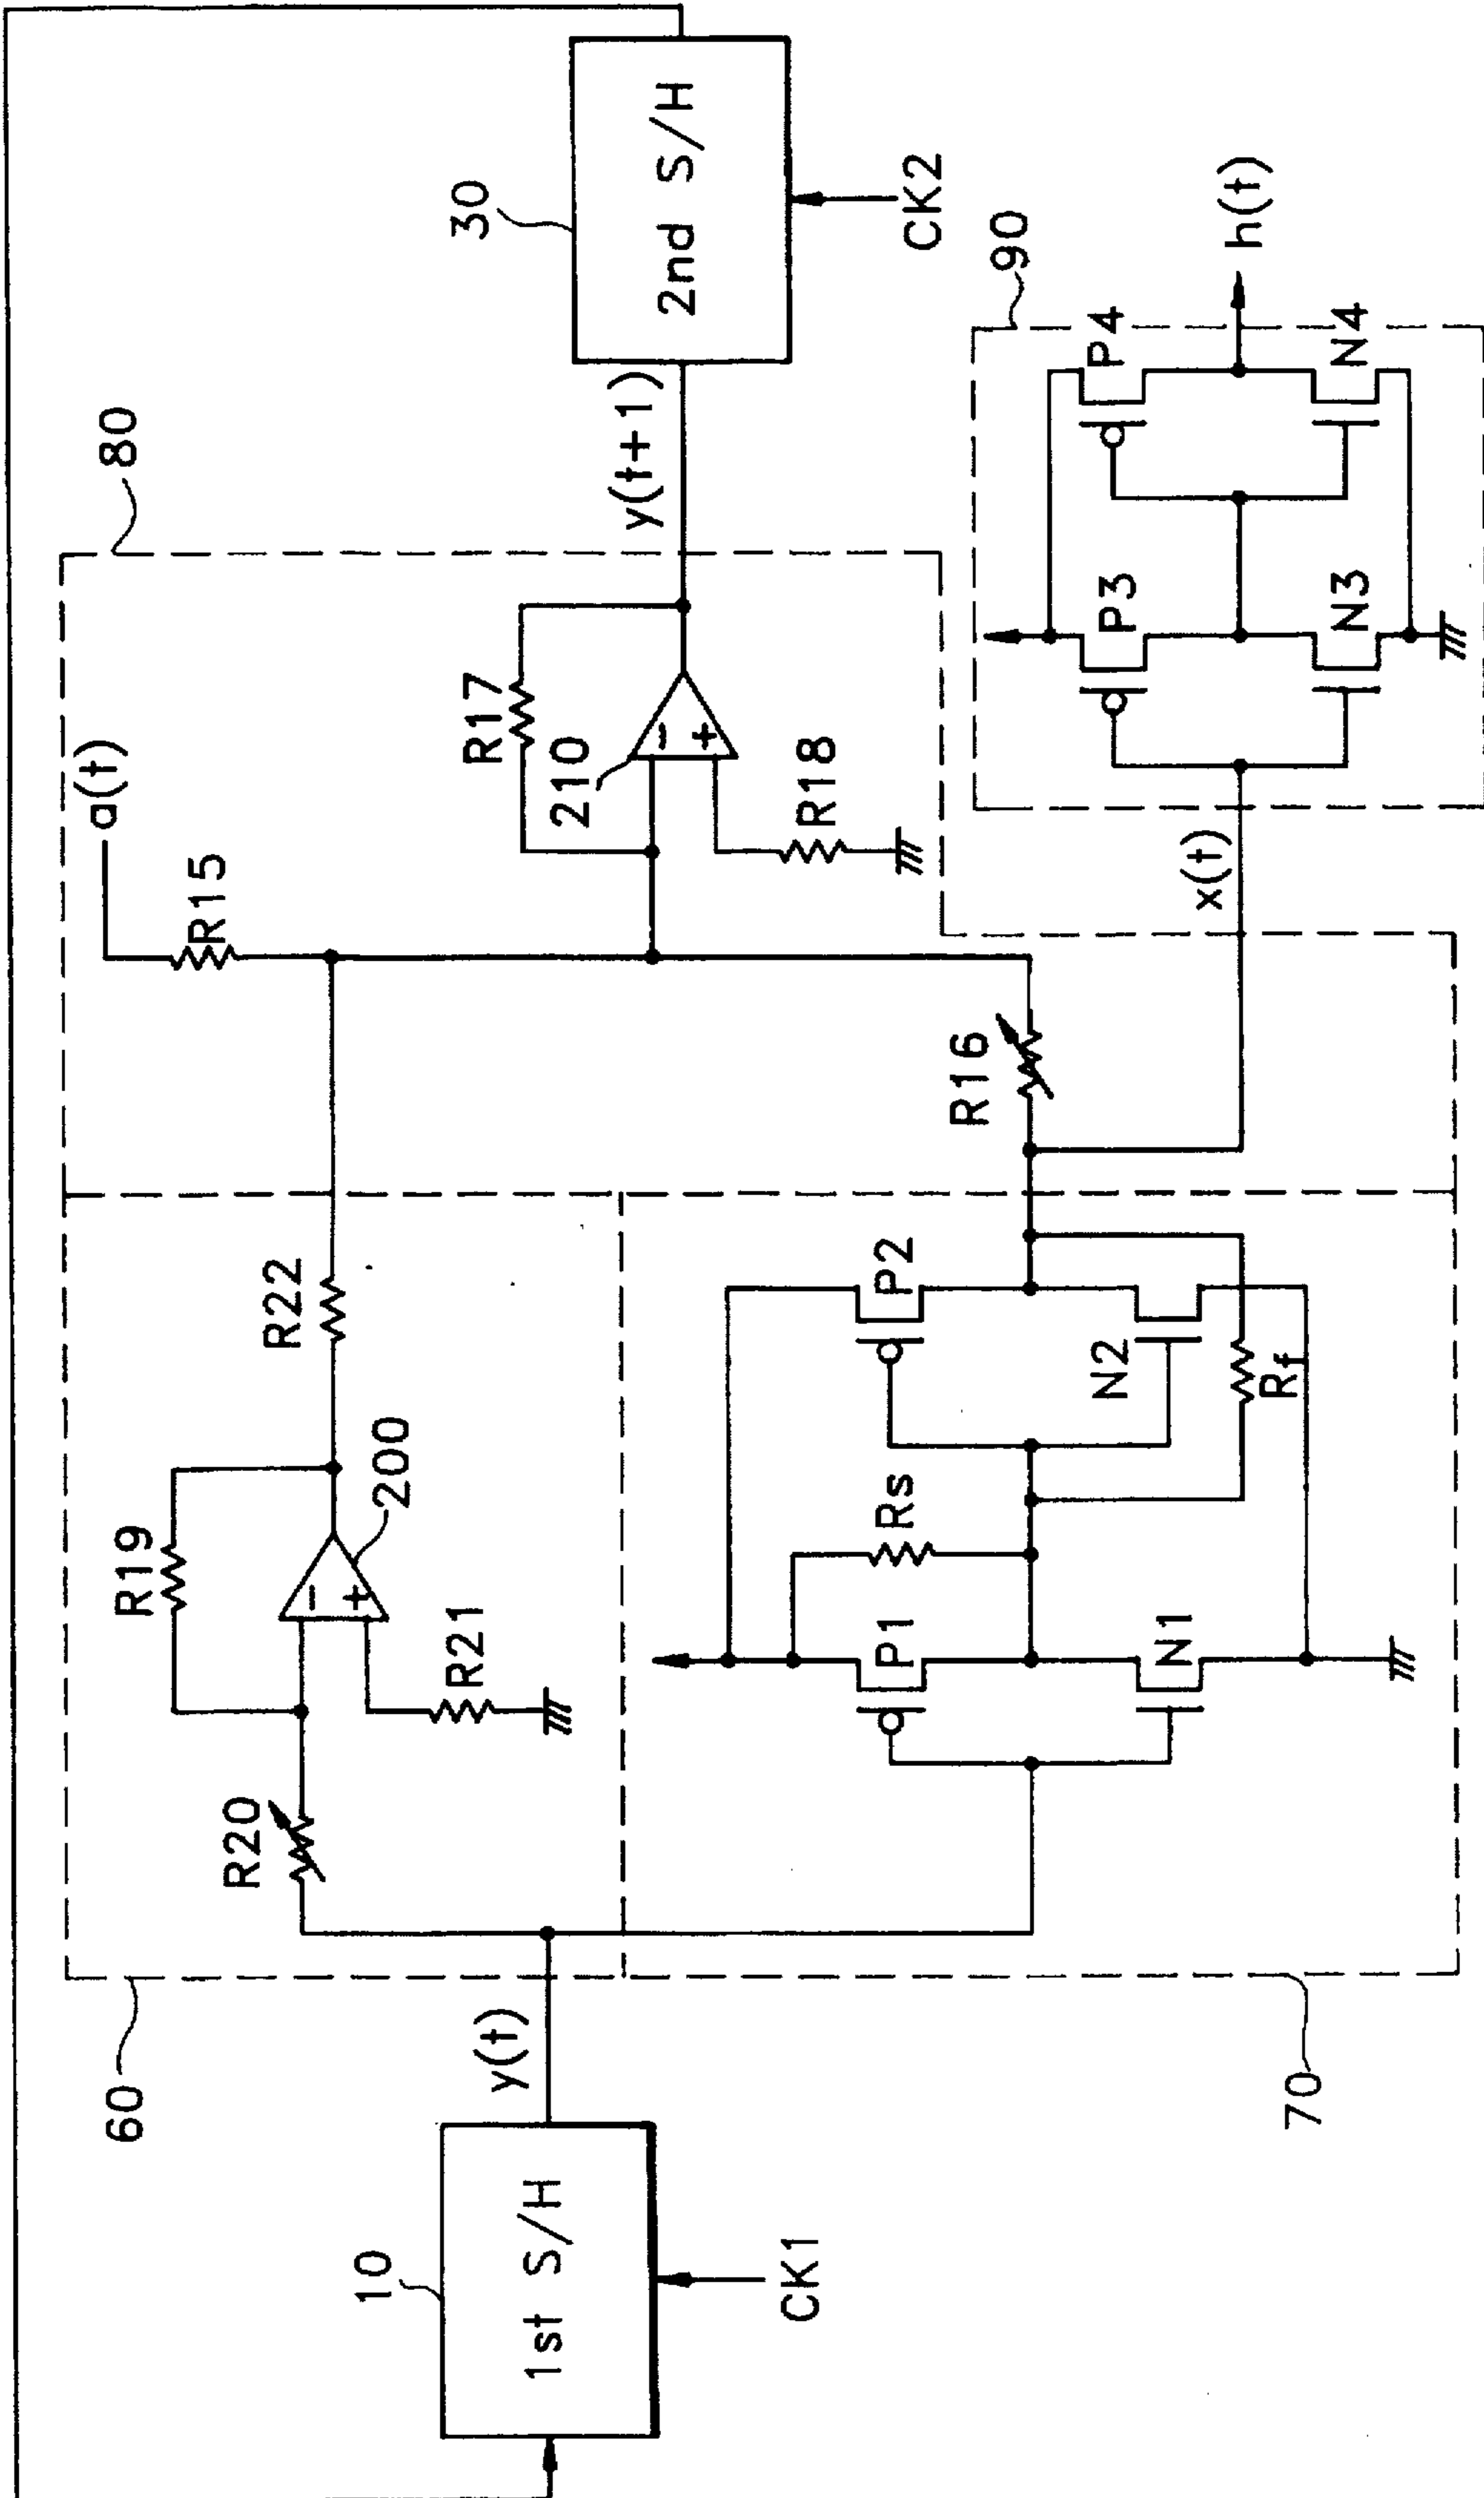 10
1st S/H
CK1
y(t)
60
R20
R19
200
R21
R22
70
P1
N1
Rs
P2
N2
Rf
80
a(t)
R15
R16
R17
210
R18
x(t)
y(t+1)
30
2nd S/H
CK2
90
P3
N3
P4
N4
h(t)
−
+
−
+